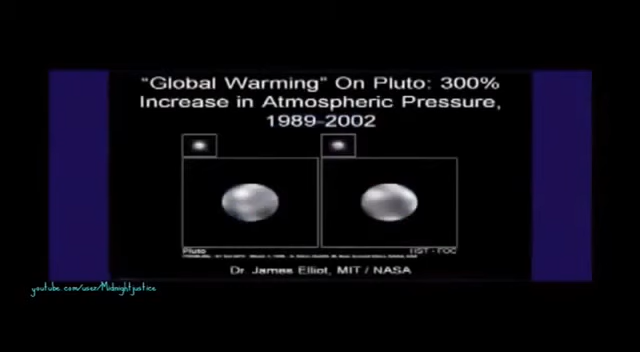 “Global Warming” On Pluto: 300%
Increase in Atmospheric Pressure,
1989-2002
Pluto
HST - FOC
Dr. James Elliot, MIT / NASA
youtube.com/user/Midnightjustice